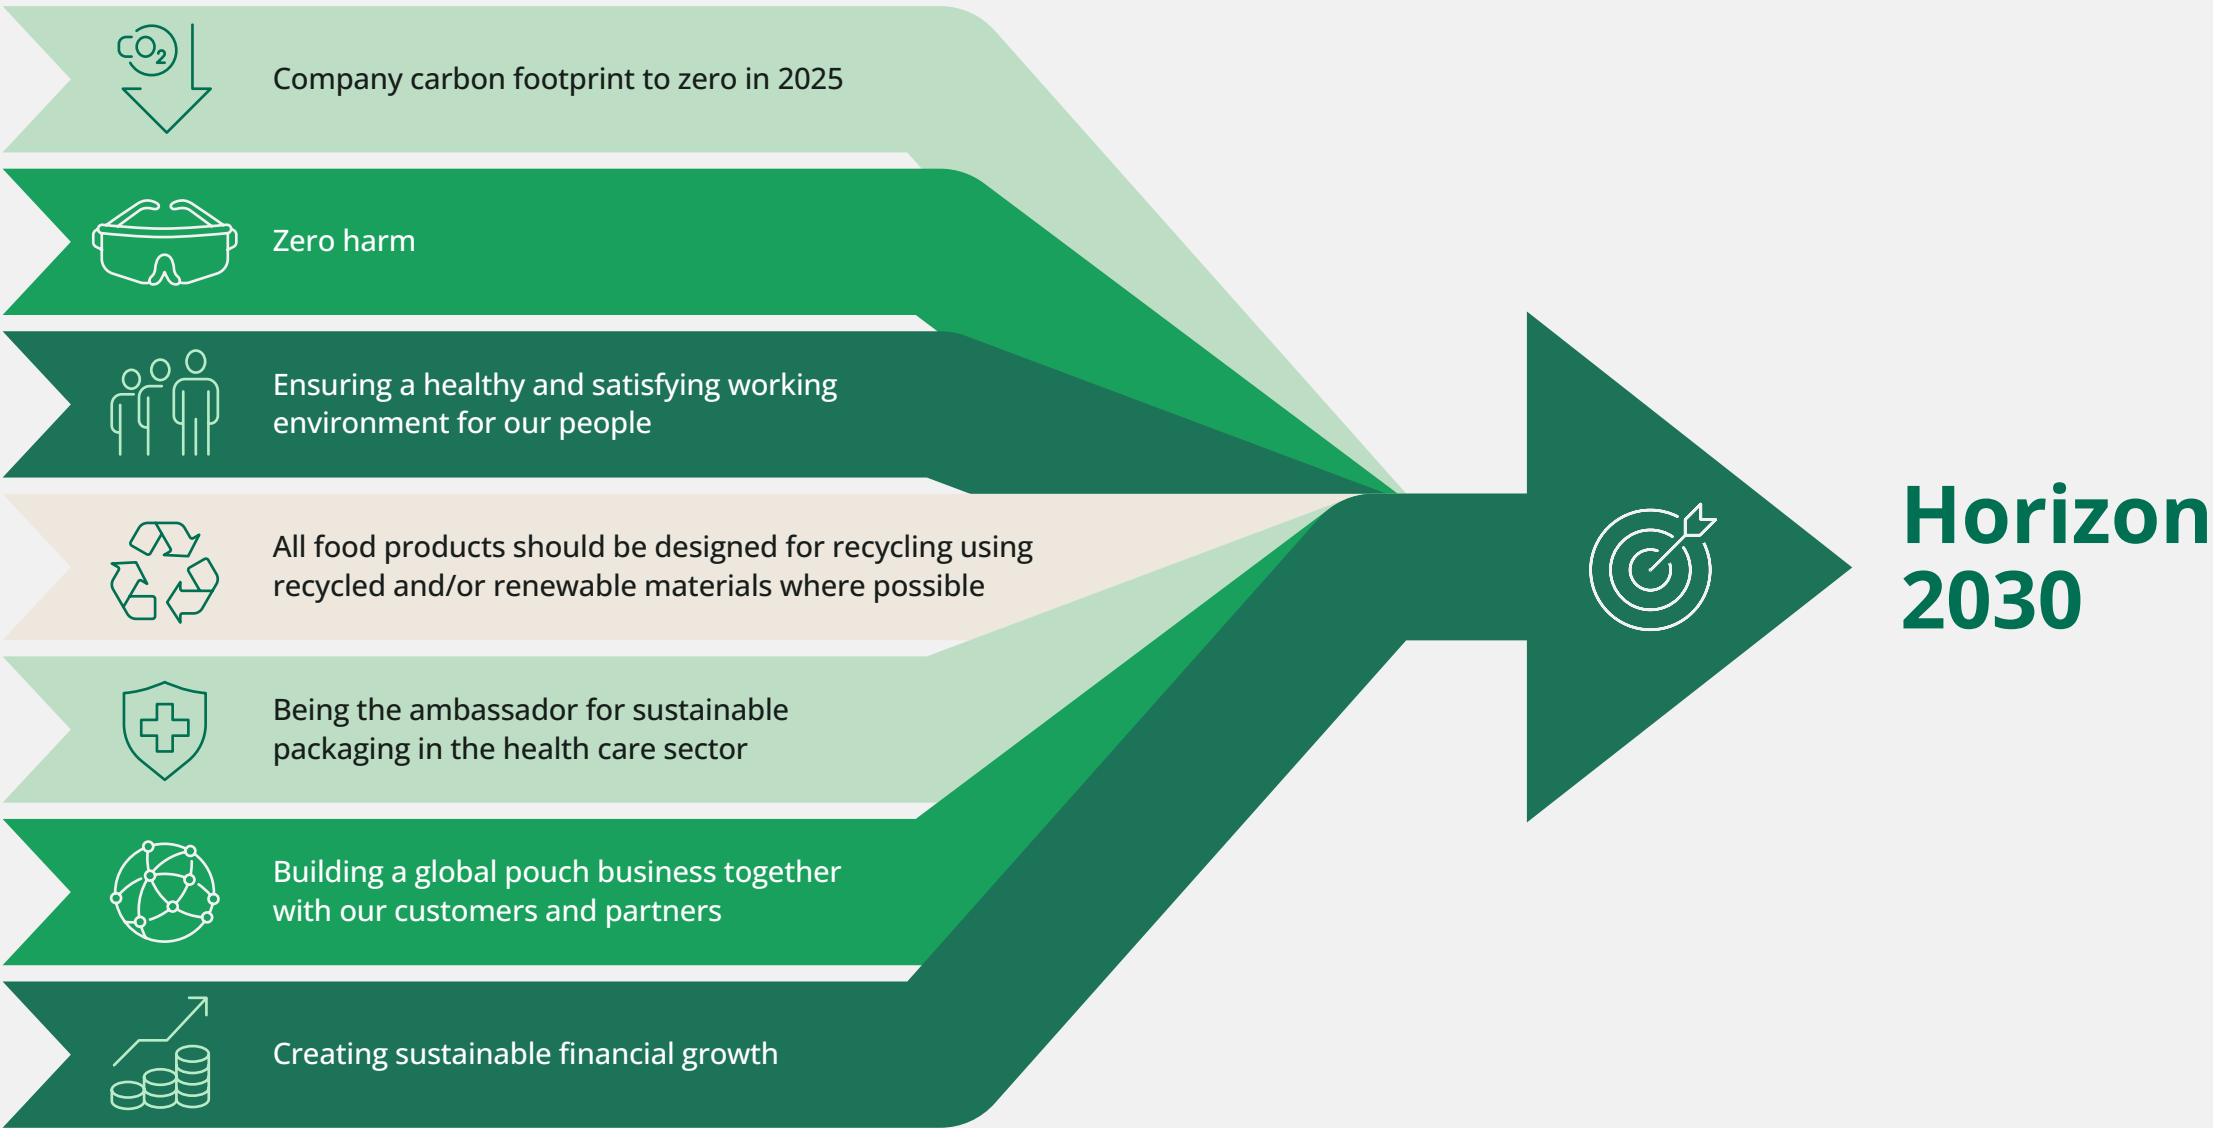 CO2
Company carbon footprint to zero in 2025
Zero harm
Ensuring a healthy and satisfying working
environment for our people
All food products should be designed for recycling using
recycled and/or renewable materials where possible
Being the ambassador for sustainable
packaging in the health care sector
Building a global pouch business together
with our customers and partners
Creating sustainable financial growth
Horizon
2030